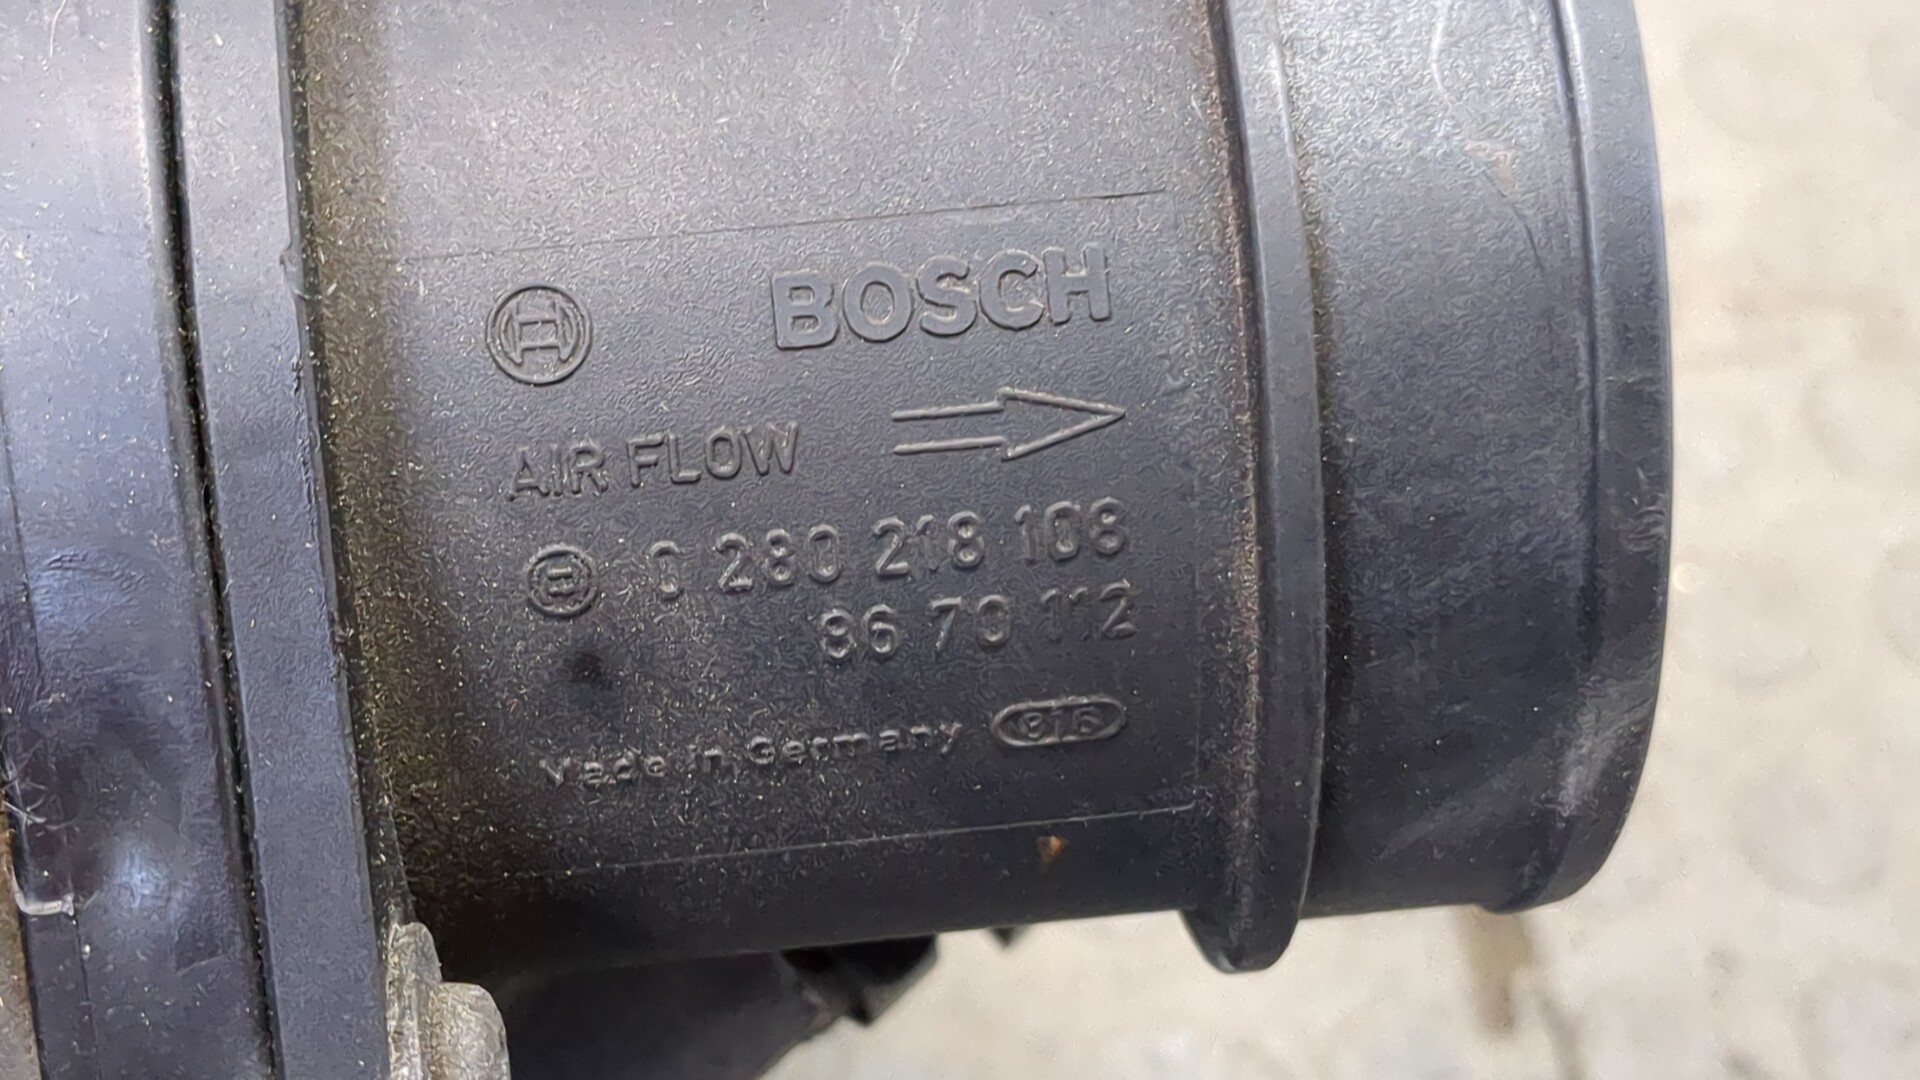 BOSCH
AIR FLOW
0 280 218 108
86 70 112
Made in Germany